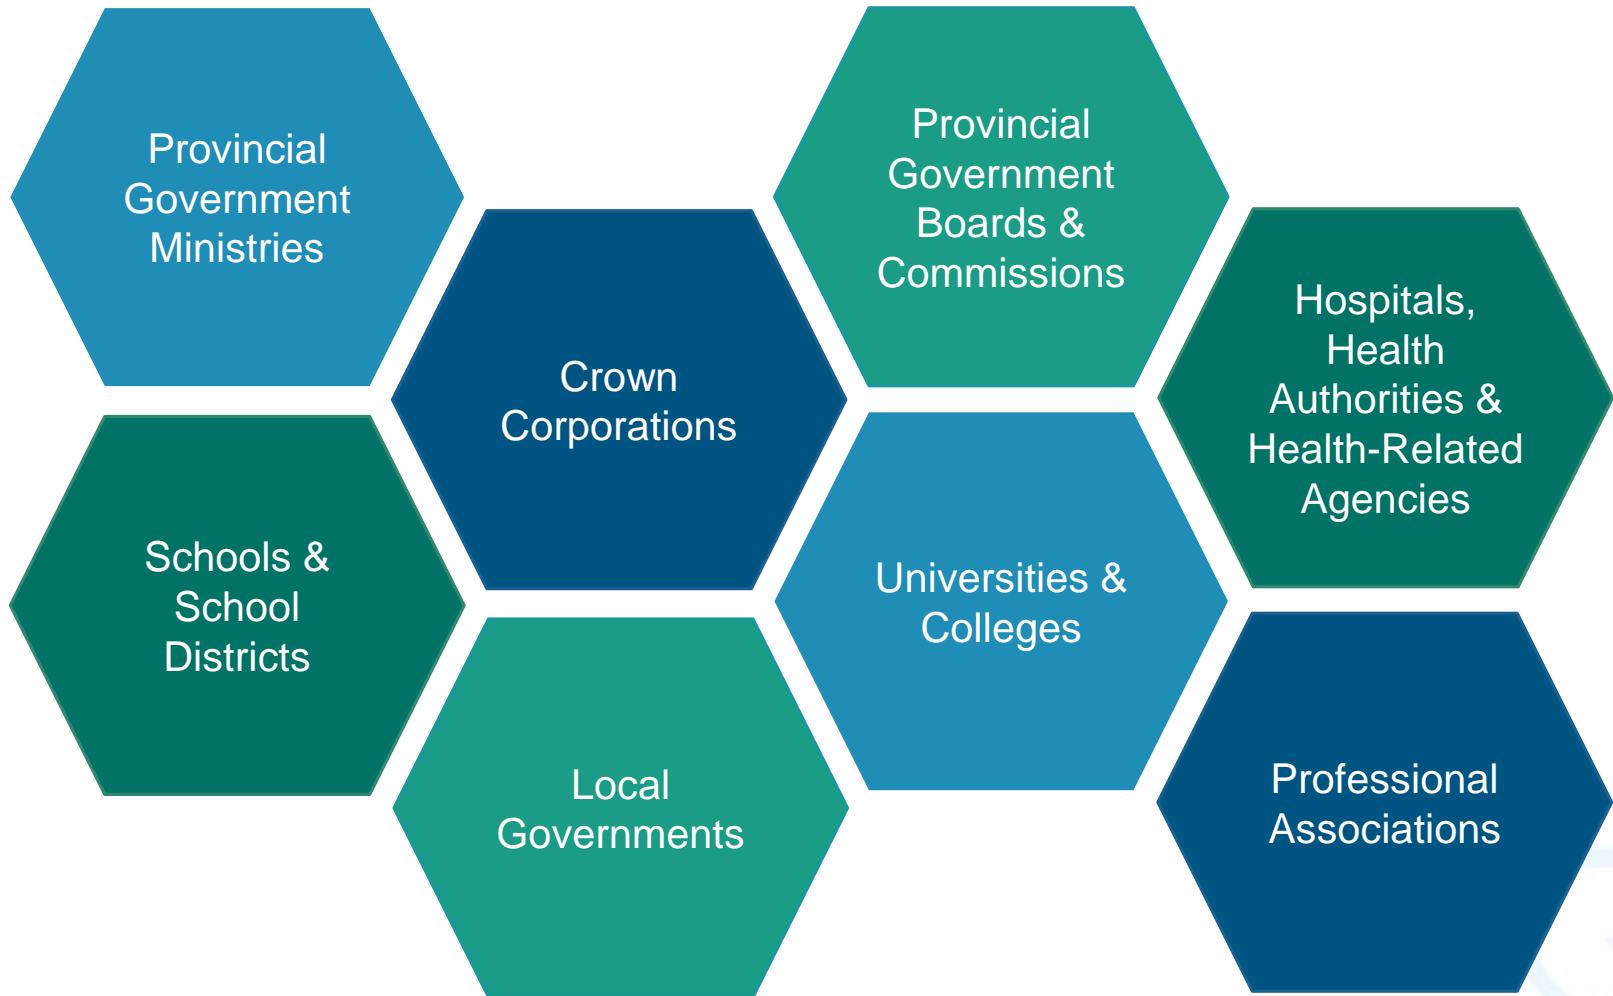 Provincial
Government
Ministries
Provincial
Government
Boards &
Commissions
Crown
Corporations
Hospitals,
Health
Authorities &
Health-Related
Agencies
Schools &
School
Districts
Universities &
Colleges
Local
Governments
Professional
Associations